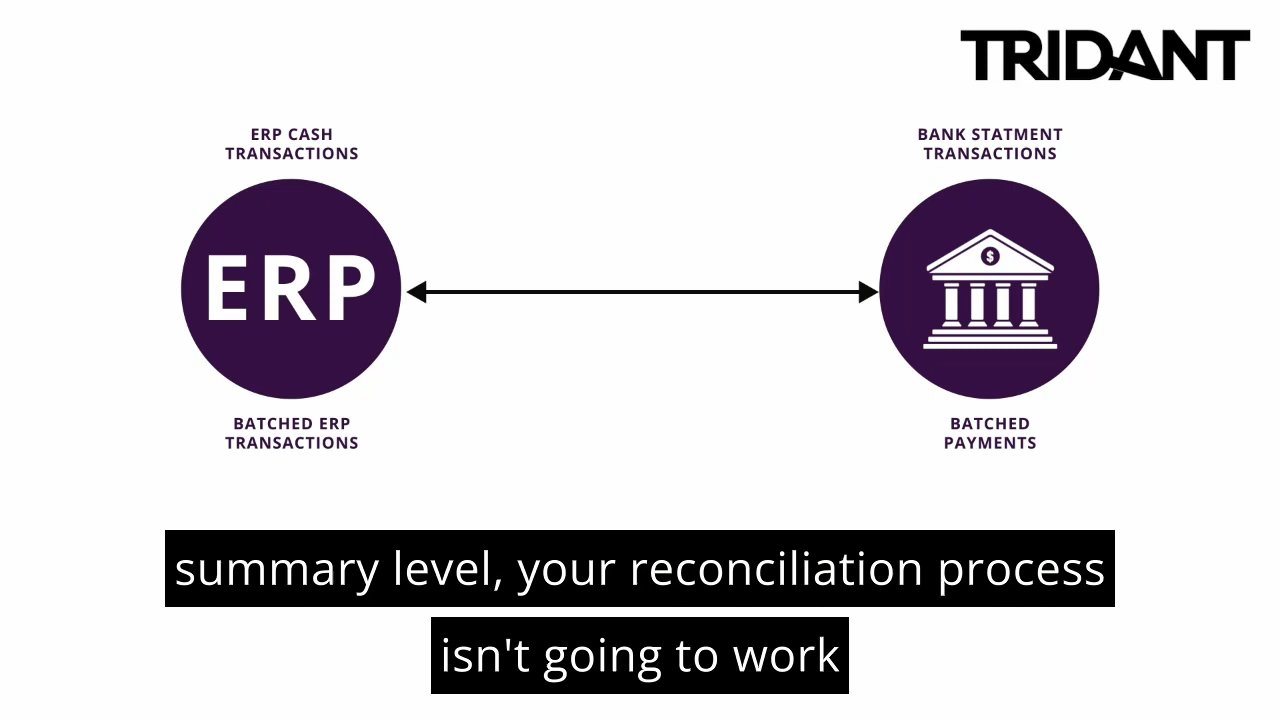 TRIDANT
ERP CASH
TRANSACTIONS
BANK STATMENT
TRANSACTIONS
ERP
$
BATCHED ERP
TRANSACTIONS
BATCHED
PAYMENTS
summary level, your reconciliation process
isn't going to work